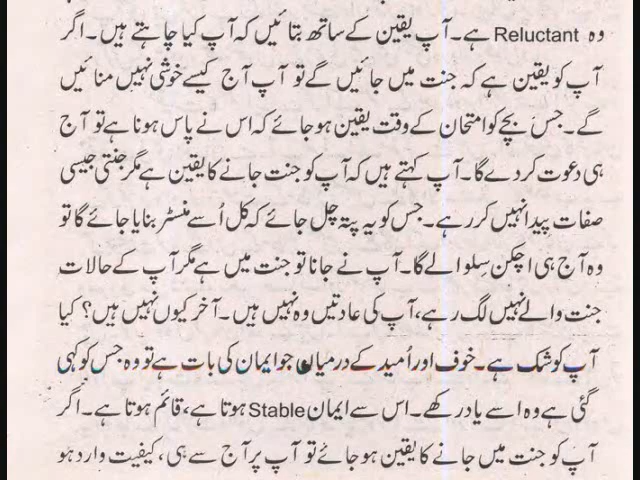 وہ Reluctant ہے۔ آپ یقین کے ساتھ بتائیں کہ آپ کیا چاہتے ہیں۔ اگر
آپ کو یقین ہے کہ جنت میں جائیں گے تو آپ آج کیسے خوشی نہیں منائیں
گے۔ جس بچے کو امتحان کے وقت یقین ہو جائے کہ اس نے پاس ہونا ہے تو آج
ہی دعوت کر دے گا۔ آپ کہتے ہیں کہ آپ کو جنت جانے کا یقین ہے مگر جنتی جیسی
صفات پیدا نہیں کر رہے۔ جس کو یہ پتہ چل جائے کہ کل اُسے منسٹر بنایا جائے گا تو
وہ آج ہی اچکن سِلوا لے گا۔ آپ نے جانا تو جنت میں ہے مگر آپ کے حالات
جنت والے نہیں لگ رہے، آپ کی عادتیں وہ نہیں ہیں۔ آخر کیوں نہیں ہیں؟ کیا
آپ کو شک ہے۔ خوف اور اُمید کے درمیان جو ایمان کی بات ہے تو وہ جس کو کہی
گئی ہے وہ اسے یاد رکھے۔ اس سے ایمان Stable ہوتا ہے، قائم ہوتا ہے۔ اگر
آپ کو جنت میں جانے کا یقین ہو جائے تو آپ پر آج سے ہی، کیفیت وارد ہو